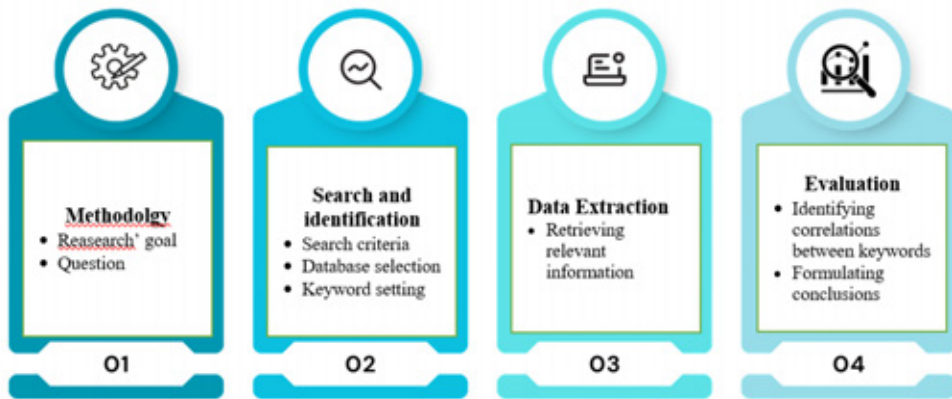 Methodolgy
• Reasearch’ goal
• Question
01
Search and
identification
• Search criteria
• Database selection
• Keyword setting
02
Data Extraction
• Retrieving
relevant
information
03
Evaluation
• Identifying
correlations
between keywords
• Formulating
conclusions
04